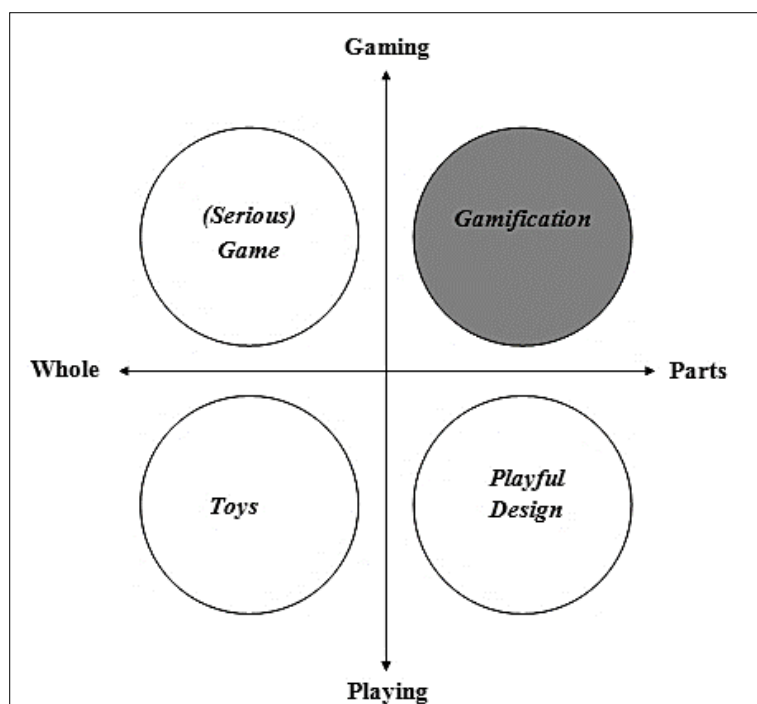 Gaming
(Serious)
Game
Gamification
Whole
Parts
Toys
Playful
Design
Playing